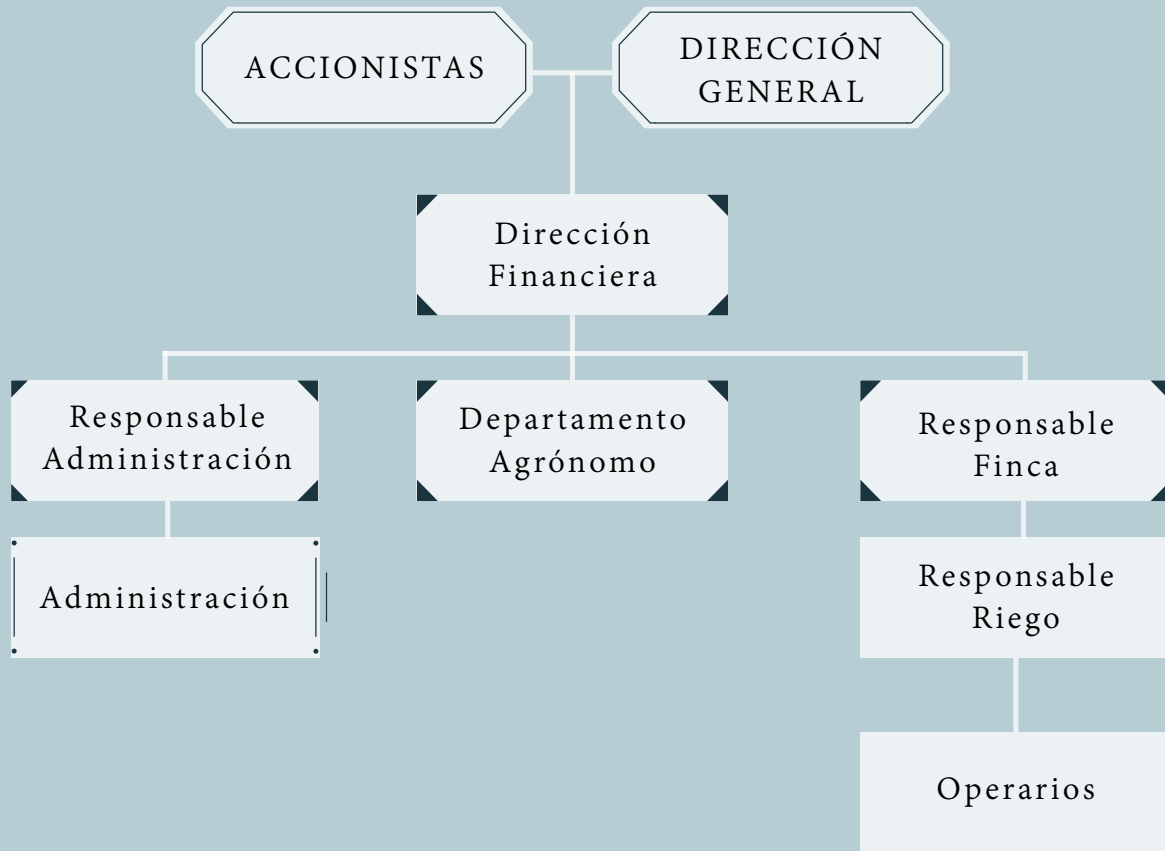 ACCIONISTAS
DIRECCIÓN
GENERAL
Dirección
Financiera
Responsable
Administración
Departamento
Agrónomo
Responsable
Finca
Administración
Responsable
Riego
Operarios